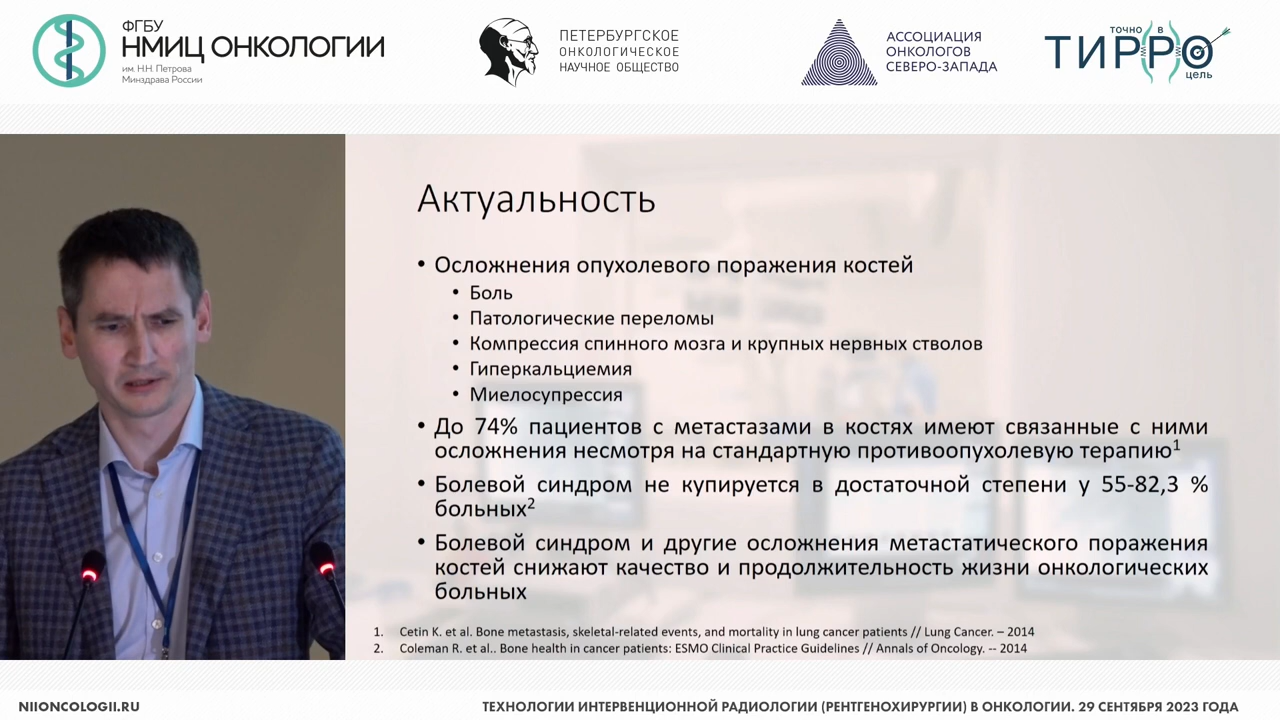 ФГБУ
НМИЦ ОНКОЛОГИИ
им. Н.Н. Петрова
Минздрава России
ПЕТЕРБУРГСКОЕ
ОНКОЛОГИЧЕСКОЕ
НАУЧНОЕ ОБЩЕСТВО
АССОЦИАЦИЯ
ОНКОЛОГОВ
СЕВЕРО-ЗАПАДА
точно в
ТИРРО
цель
Актуальность
• Осложнения опухолевого поражения костей
• Боль
• Патологические переломы
• Компрессия спинного мозга и крупных нервных стволов
• Гиперкальциемия
• Миелосупрессия
• До 74% пациентов с метастазами в костях имеют связанные с ними
осложнения несмотря на стандартную противоопухолевую терапию¹
• Болевой синдром не купируется в достаточной степени у 55-82,3 %
больных²
• Болевой синдром и другие осложнения метастатического поражения
костей снижают качество и продолжительность жизни онкологических
больных
1. Cetin K. et al. Bone metastasis, skeletal-related events, and mortality in lung cancer patients // Lung Cancer. – 2014
2. Coleman R. et al.. Bone health in cancer patients: ESMO Clinical Practice Guidelines // Annals of Oncology. -- 2014
NIIONCOLOGII.RU
ТЕХНОЛОГИИ ИНТЕРВЕНЦИОННОЙ РАДИОЛОГИИ (РЕНТГЕНОХИРУРГИИ) В ОНКОЛОГИИ. 29 СЕНТЯБРЯ 2023 ГОДА